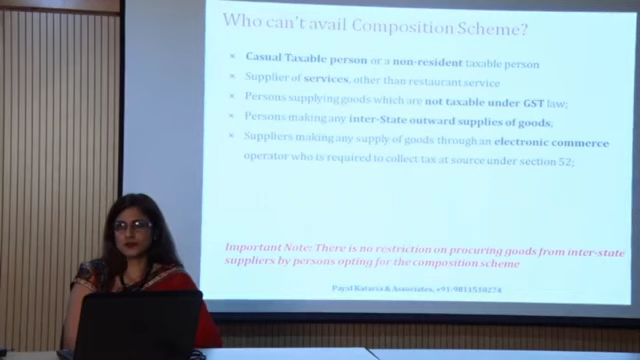 Who can't avail Composition Scheme?
× Casual Taxable person or a non-resident taxable person
× Supplier of services, other than restaurant service
× Persons supplying goods which are not taxable under GST law;
× Persons making any inter-State outward supplies of goods;
× Suppliers making any supply of goods through an electronic commerce
operator who is required to collect tax at source under section 52;
Important Note: There is no restriction on procuring goods from inter-state
suppliers by persons opting for the composition scheme
Payal Kataria & Associates, +91-9811510274